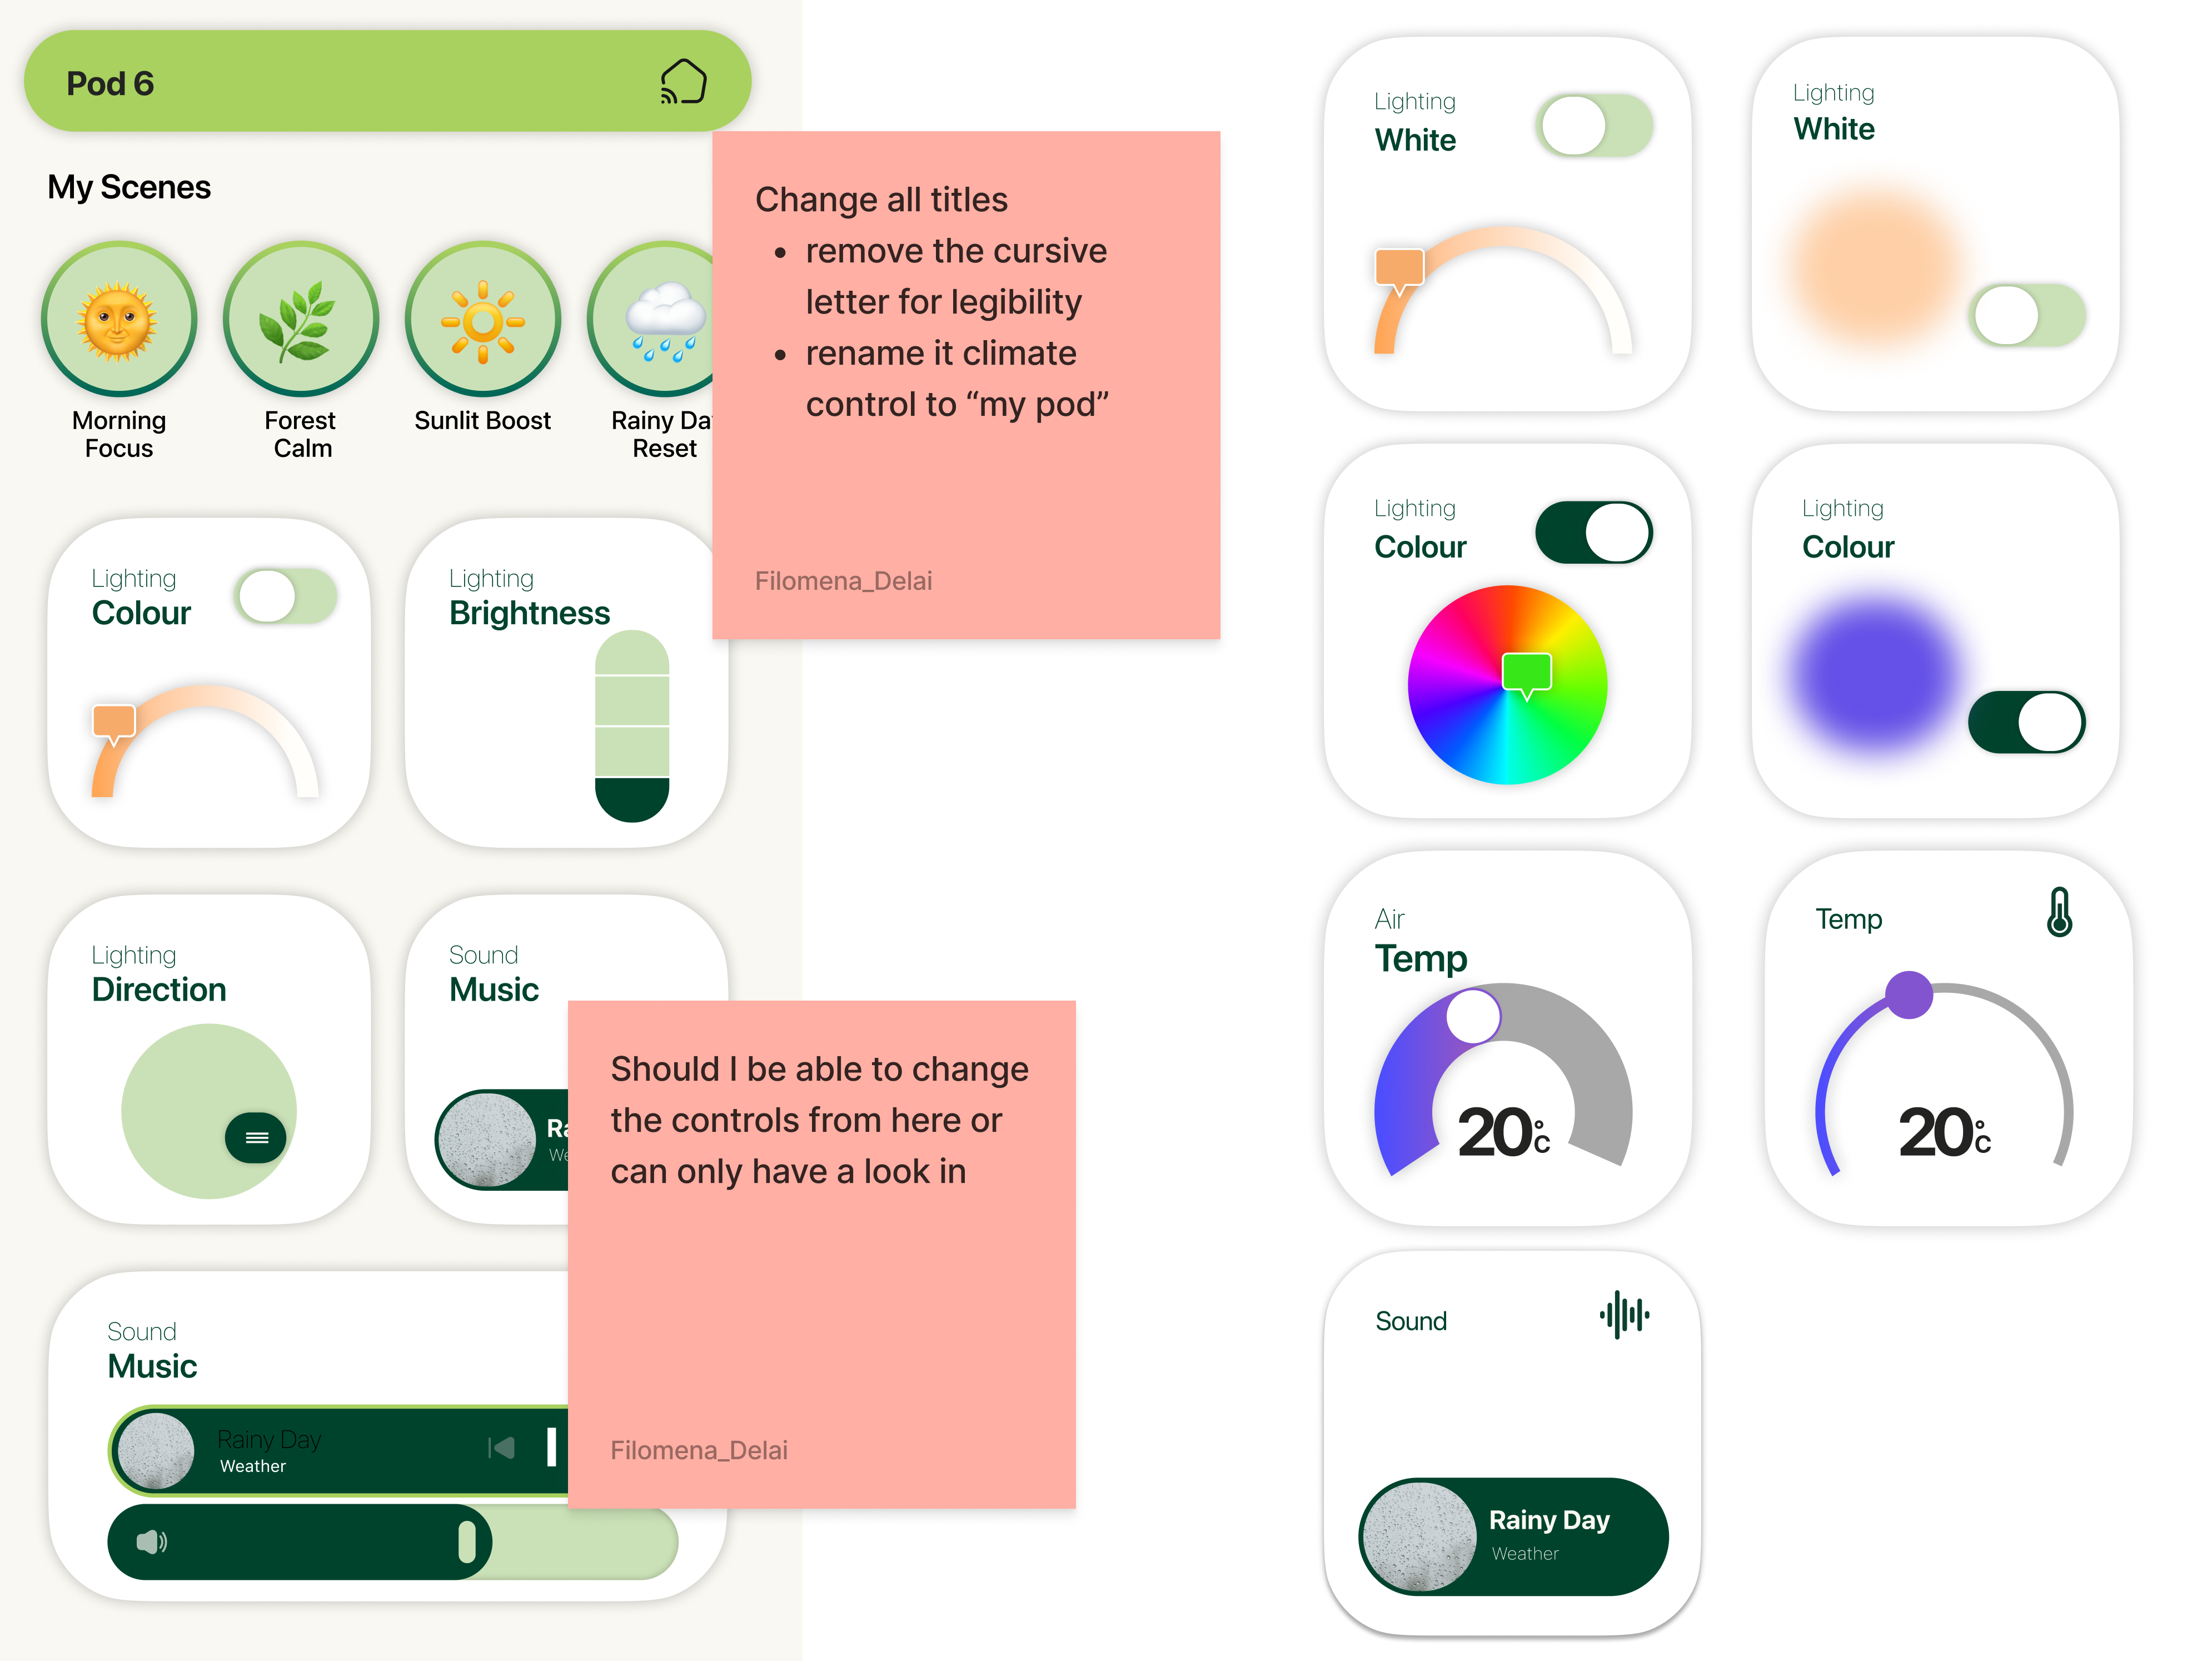 Pod 6
My Scenes
Morning
Focus
Forest
Calm
Sunlit Boost
Rainy Da
Reset
Change all titles
• remove the cursive
letter for legibility
• rename it climate
control to “my pod”
Filomena_Delai
Lighting
Colour
Lighting
Brightness
Lighting
Direction
Sound
Music
Ra
We
Should I be able to change
the controls from here or
can only have a look in
Filomena_Delai
Sound
Music
Rainy Day
Weather
Lighting
White
Lighting
White
Lighting
Colour
Lighting
Colour
Air
Temp
20°C
Temp
20°C
Sound
Rainy Day
Weather